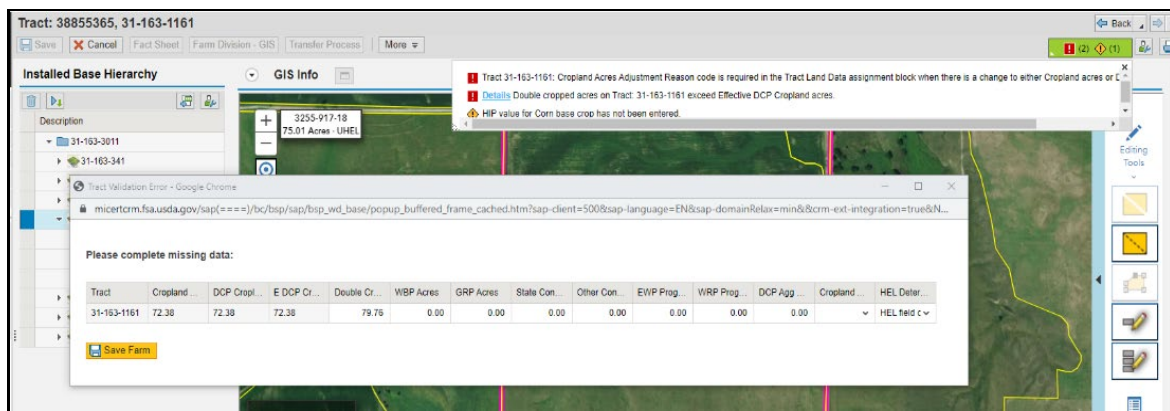 Tract: 38855365, 31-163-1161
Back
Save Cancel Fact Sheet Farm Division - GIS Transfer Process More
(2) (1)
Installed Base Hierarchy
GIS Info
Tract 31-163-1161: Cropland Acres Adjustment Reason code is required in the Tract Land Data assignment block when there is a change to either Cropland acres or
Details Double cropped acres on Tract: 31-163-1161 exceed Effective DCP Cropland acres.
HIP value for Corn base crop has not been entered.
Description
31-163-3011
31-163-341
3255-917-18
75.01 Acres - UHEL
Editing
Tools
Tract Validation Error - Google Chrome
micertcrm.fsa.usda.gov/sap(====)/bc/bsp/sap/bsp_wd_base/popup_buffered_frame_cached.htm?sap-client=500&sap-language=EN&sap-domainRelax=min&&crm-ext-integration=true&N...
Please complete missing data:
Tract Cropland ... DCP Cropl... E DCP Cr... Double Cr... WBP Acres GRP Acres State Con... Other Con... EWP Prog... WRP Prog... DCP Agg ... Cropland ... HEL Deter...
31-163-1161 72.38 72.38 72.38 79.76 0.00 0.00 0.00 0.00 0.00 0.00 0.00 HEL field c
Save Farm